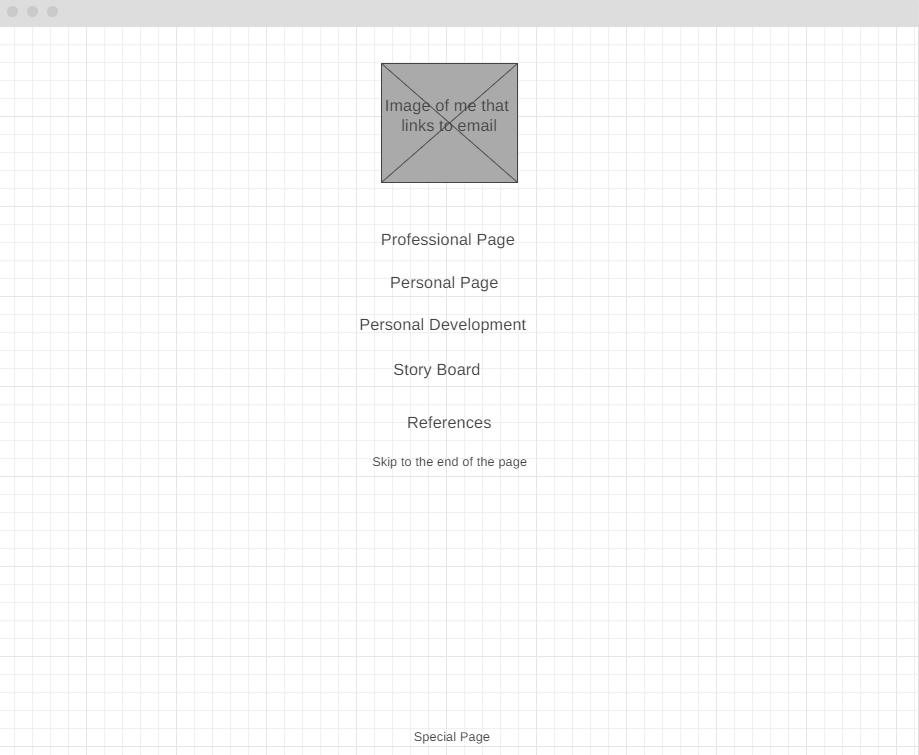 Image of me that
links to email
Professional Page
Personal Page
Personal Development
Story Board
References
Skip to the end of the page
Special Page